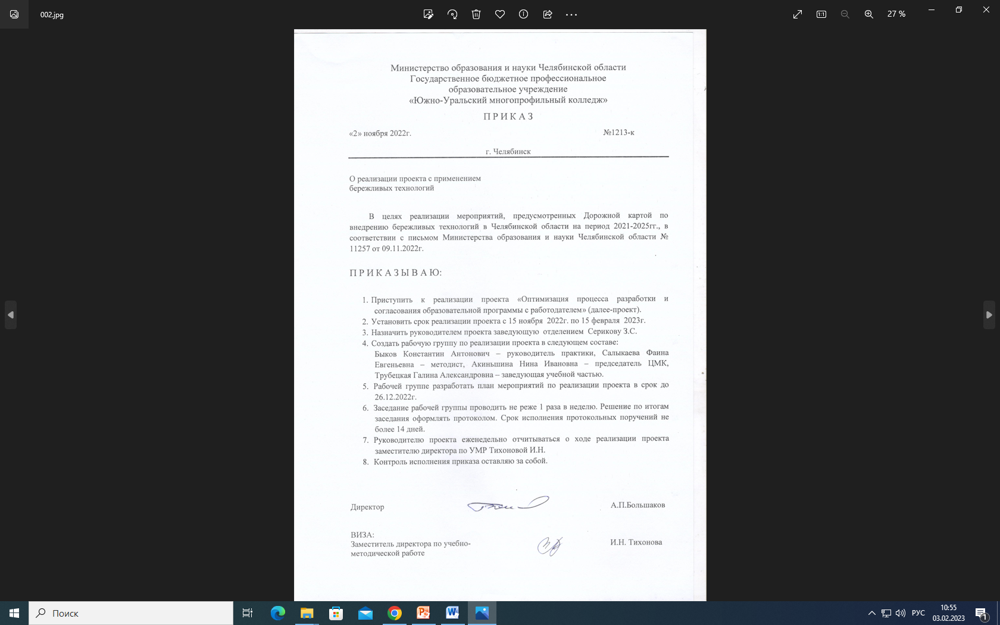 002.jpg
27 %
Министерство образования и науки Челябинской области
Государственное бюджетное профессиональное
образовательное учреждение
«Южно-Уральский многопрофильный колледж»
П Р И К А З
«2» ноября 2022г.
№1213-к
г. Челябинск
О реализации проекта с применением
бережливых технологий
В целях реализации мероприятий, предусмотренных Дорожной картой по
внедрению бережливых технологий в Челябинской области на период 2021-2025гг., в
соответствии с письмом Министерства образования и науки Челябинской области №
11257 от 09.11.2022г.
П Р И К А З Ы В А Ю:
1. Приступить к реализации проекта «Оптимизация процесса разработки и
согласования образовательной программы с работодателем» (далее-проект).
2. Установить срок реализации проекта с 15 ноября 2022г. по 15 февраля 2023г.
3. Назначить руководителем проекта заведующую отделением Серикову З.С.
4. Создать рабочую группу по реализации проекта в следующем составе:
Быков Константин Антонович – руководитель практики, Салыкаева Фаина
Евгеньевна – методист, Акиньшина Нина Ивановна – председатель ЦМК,
Трубецкая Галина Александровна – заведующая учебной частью.
5. Рабочей группе разработать план мероприятий по реализации проекта в срок до
26.12.2022г.
6. Заседание рабочей группы проводить не реже 1 раза в неделю. Решение по итогам
заседания оформлять протоколом. Срок исполнения протокольных поручений не
более 14 дней.
7. Руководителю проекта еженедельно отчитываться о ходе реализации проекта
заместителю директора по УМР Тихоновой И.Н.
8. Контроль исполнения приказа оставляю за собой.
Директор
А.П.Большаков
ВИЗА:
Заместитель директора по учебно-
методической работе
И.Н. Тихонова
Поиск
РУС
10:55
03.02.2023
1